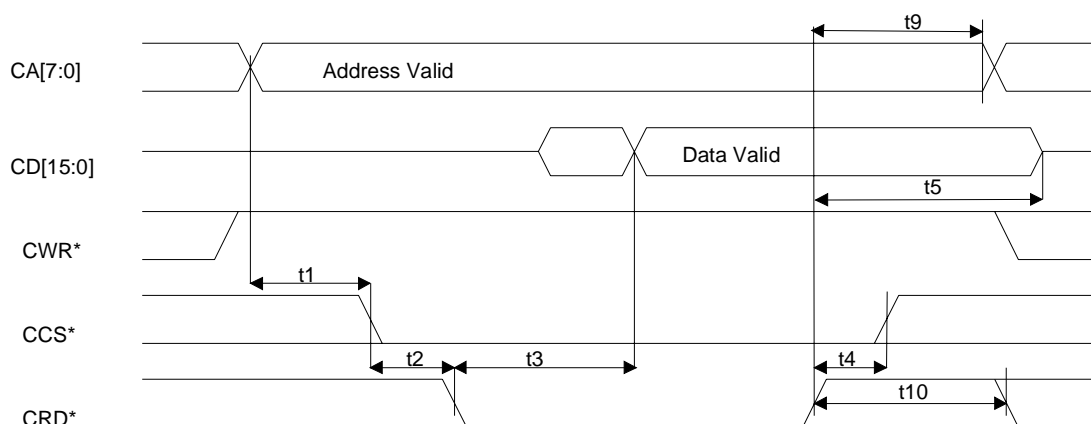 t9
CA[7:0]
Address Valid
CD[15:0]
Data Valid
t5
CWR*
t1
CCS*
t2
t3
t4
t10
CRD*